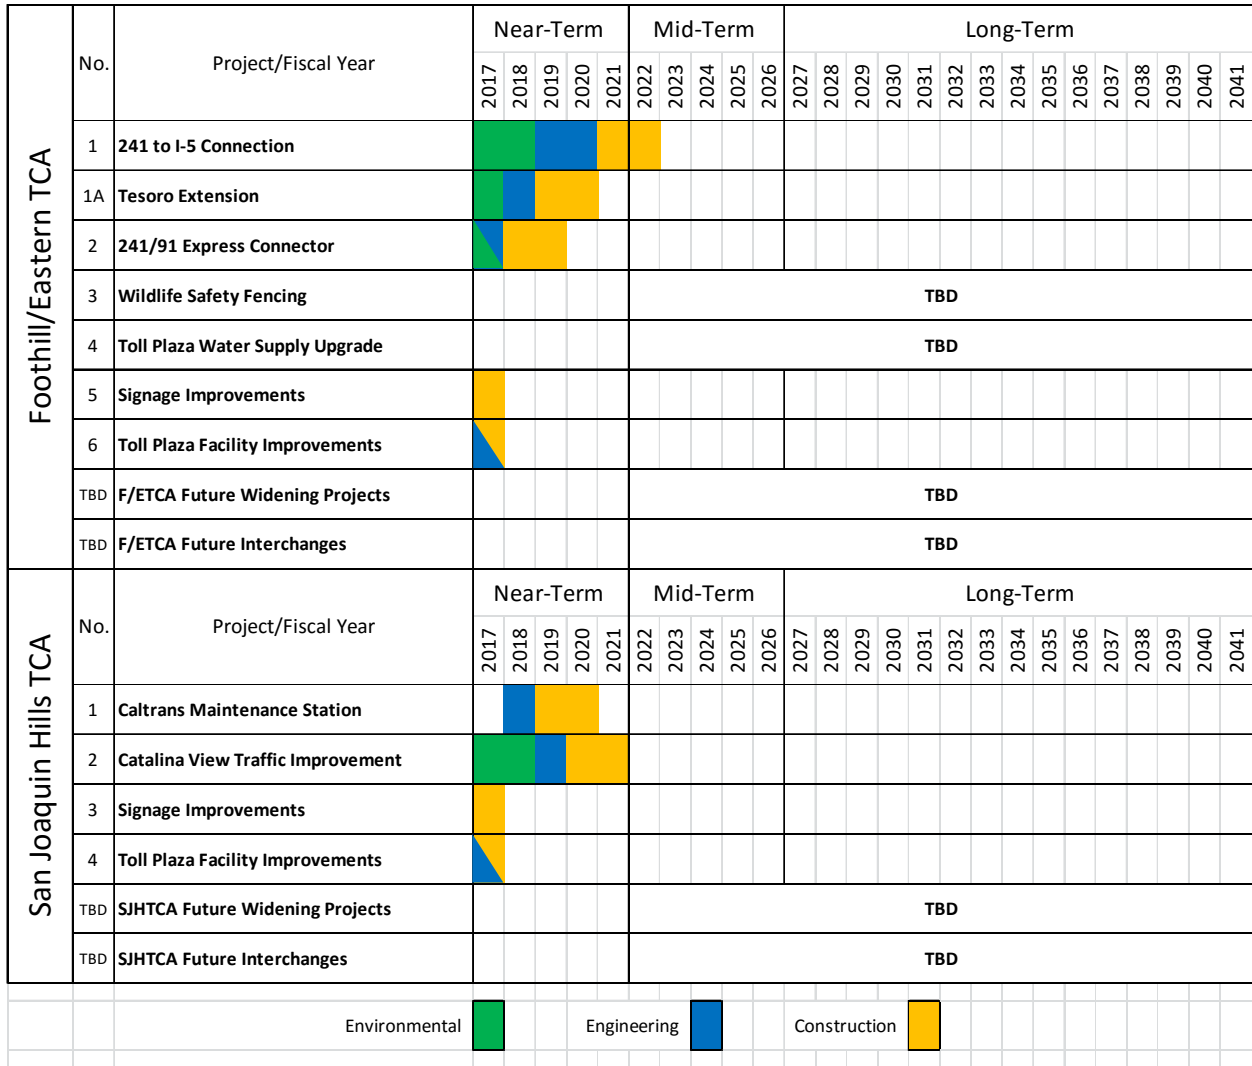 Foothill/Eastern TCA
No. Project/Fiscal Year Near-Term Mid-Term Long-Term
2017 2018 2019 2020 2021 2022 2023 2024 2025 2026 2027 2028 2029 2030 2031 2032 2033 2034 2035 2036 2037 2038 2039 2040 2041
1 241 to I-5 Connection
1A Tesoro Extension
2 241/91 Express Connector
3 Wildlife Safety Fencing TBD
4 Toll Plaza Water Supply Upgrade TBD
5 Signage Improvements
6 Toll Plaza Facility Improvements
TBD F/ETCA Future Widening Projects TBD
TBD F/ETCA Future Interchanges TBD
San Joaquin Hills TCA
No. Project/Fiscal Year Near-Term Mid-Term Long-Term
2017 2018 2019 2020 2021 2022 2023 2024 2025 2026 2027 2028 2029 2030 2031 2032 2033 2034 2035 2036 2037 2038 2039 2040 2041
1 Caltrans Maintenance Station
2 Catalina View Traffic Improvement
3 Signage Improvements
4 Toll Plaza Facility Improvements
TBD SJHTCA Future Widening Projects TBD
TBD SJHTCA Future Interchanges TBD
Environmental Engineering Construction